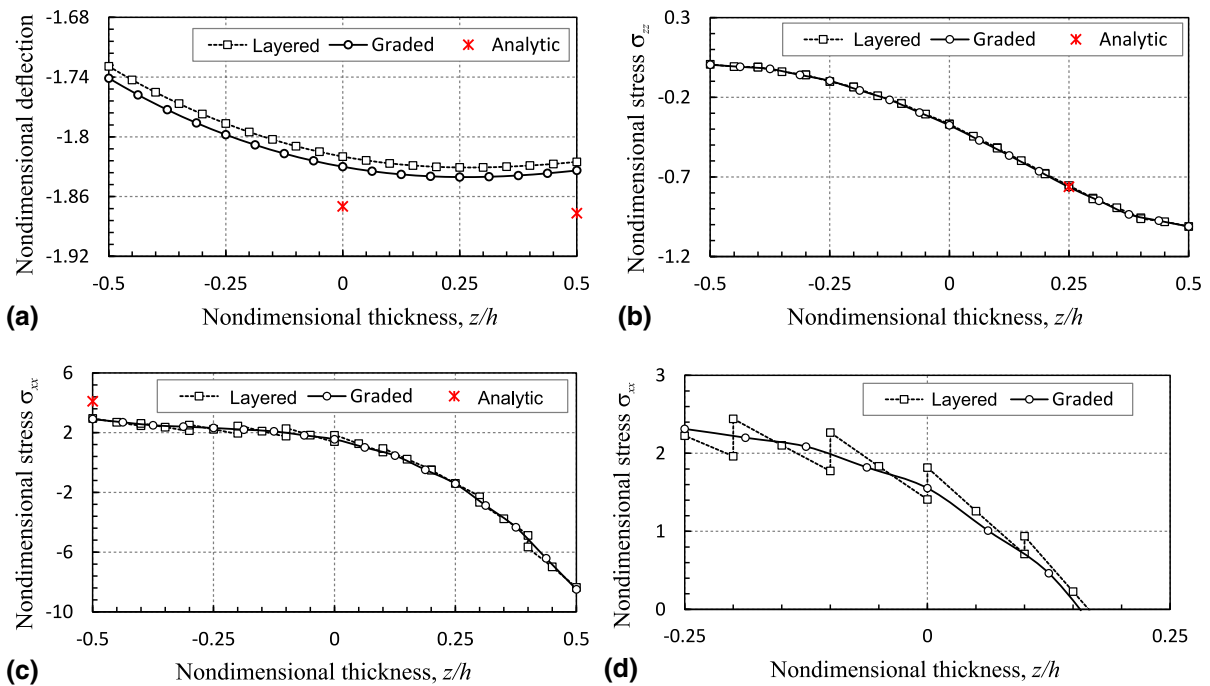 -1.68
-1.74
-1.8
-1.86
-1.92
Nondimensional deflection
Layered Graded Analytic
-0.5 -0.25 0 0.25 0.5
Nondimensional thickness, z/h
(a)
0.3
-0.2
-0.7
-1.2
Nondimensional stress σzz
Layered Graded Analytic
-0.5 -0.25 0 0.25 0.5
Nondimensional thickness, z/h
(b)
6
2
-2
-6
-10
Nondimensional stress σxx
Layered Graded Analytic
-0.5 -0.25 0 0.25 0.5
Nondimensional thickness, z/h
(c)
3
2
1
0
Nondimensional stress σxx
Layered Graded
-0.25 0 0.25
Nondimensional thickness, z/h
(d)